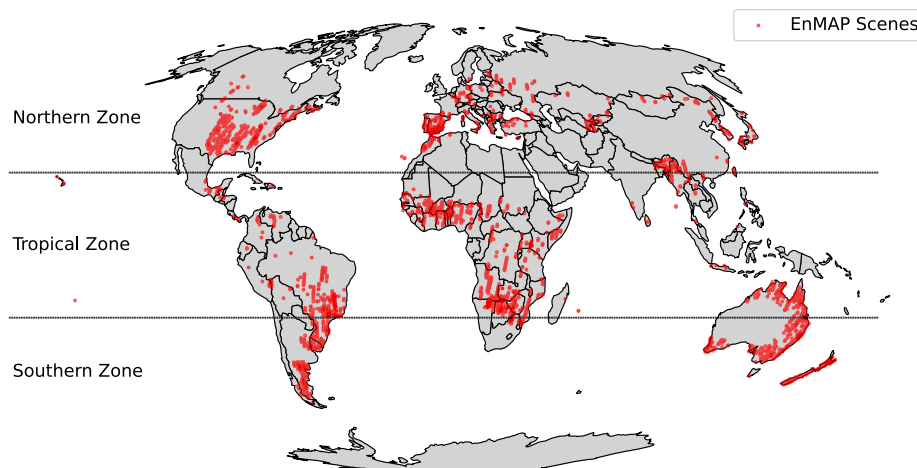 EnMAP Scenes
Northern Zone
Tropical Zone
Southern Zone